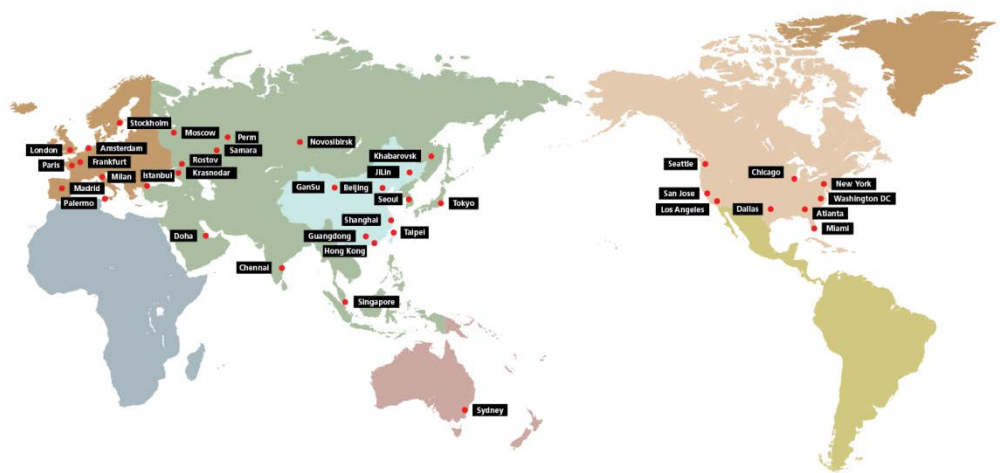 Stockholm
Moscow
Perm
Novosibirsk
London
Amsterdam
Samara
Khabarovsk
Paris
Frankfurt
Rostov
Milan
Istanbul
Krasnodar
JiLin
Madrid
GanSu
Beijing
Palermo
Seoul
Tokyo
Shanghai
Doha
Guangdong
Taipei
Hong Kong
Chennai
Singapore
Sydney
Seattle
Chicago
New York
San Jose
Washington DC
Los Angeles
Dallas
Atlanta
Miami